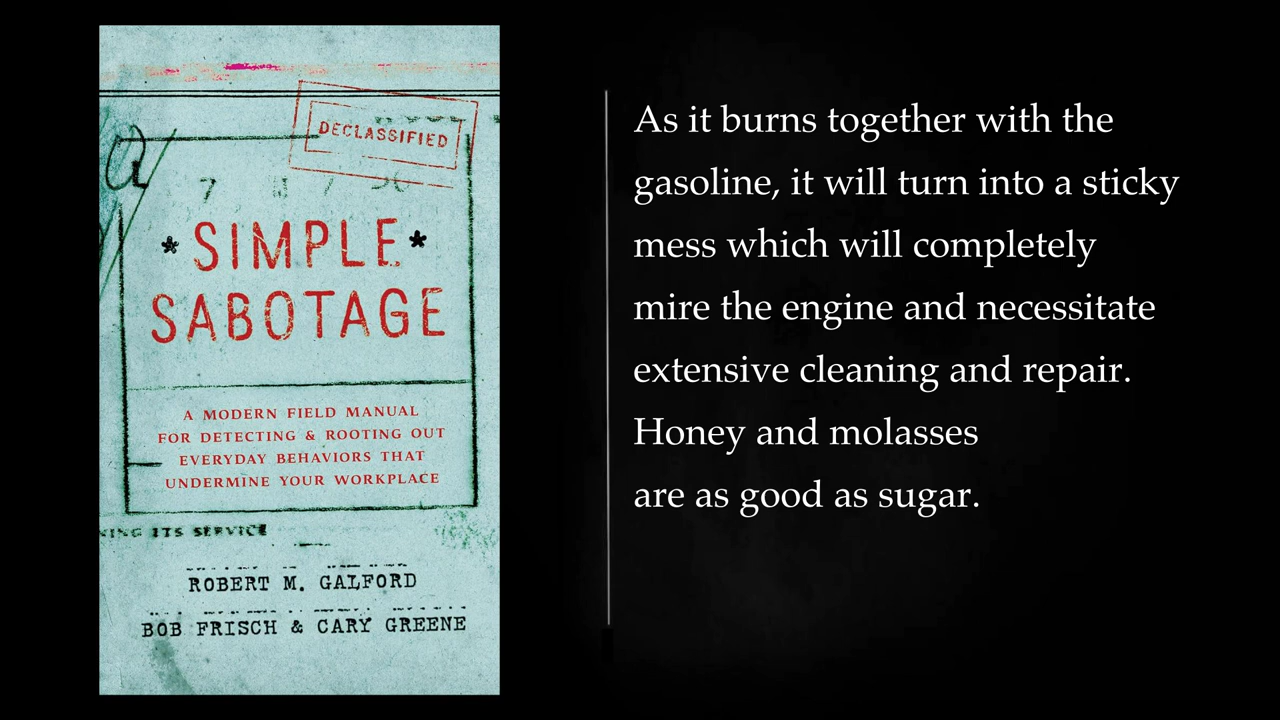 DECLASSIFIED
*SIMPLE*
SABOTAGE
A MODERN FIELD MANUAL
FOR DETECTING & ROOTING OUT
EVERYDAY BEHAVIORS THAT
UNDERMINE YOUR WORKPLACE
ITS SERVICE
ROBERT M. GALFORD
BOB FRISCH & CARY GREENE
As it burns together with the
gasoline, it will turn into a sticky
mess which will completely
mire the engine and necessitate
extensive cleaning and repair.
Honey and molasses
are as good as sugar.